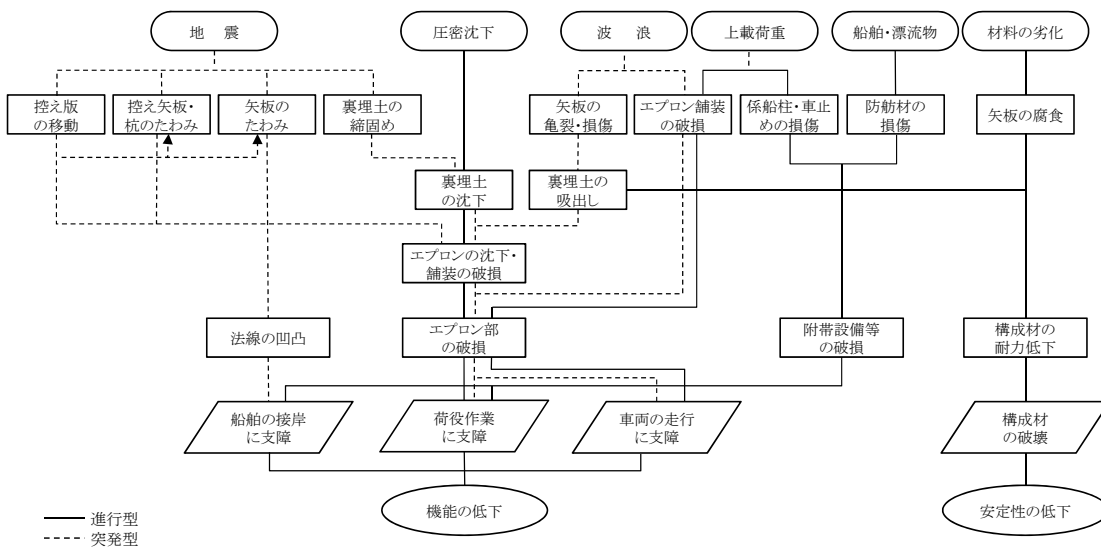 地　震
圧密沈下
波　浪
上載荷重
船舶・漂流物
材料の劣化
控え版
の移動
控え矢板・
杭のたわみ
矢板の
たわみ
裏埋土の
締固め
矢板の
亀裂・損傷
エプロン舗装
の破損
係船柱・車止
めの損傷
防舷材の
損傷
矢板の腐食
裏埋土
の沈下
裏埋土の
吸出し
エプロンの沈下・
舗装の破損
法線の凹凸
エプロン部
の破損
附帯設備等
の破損
構成材の
耐力低下
船舶の接岸
に支障
荷役作業
に支障
車両の走行
に支障
構成材
の破壊
機能の低下
安定性の低下
進行型
突発型